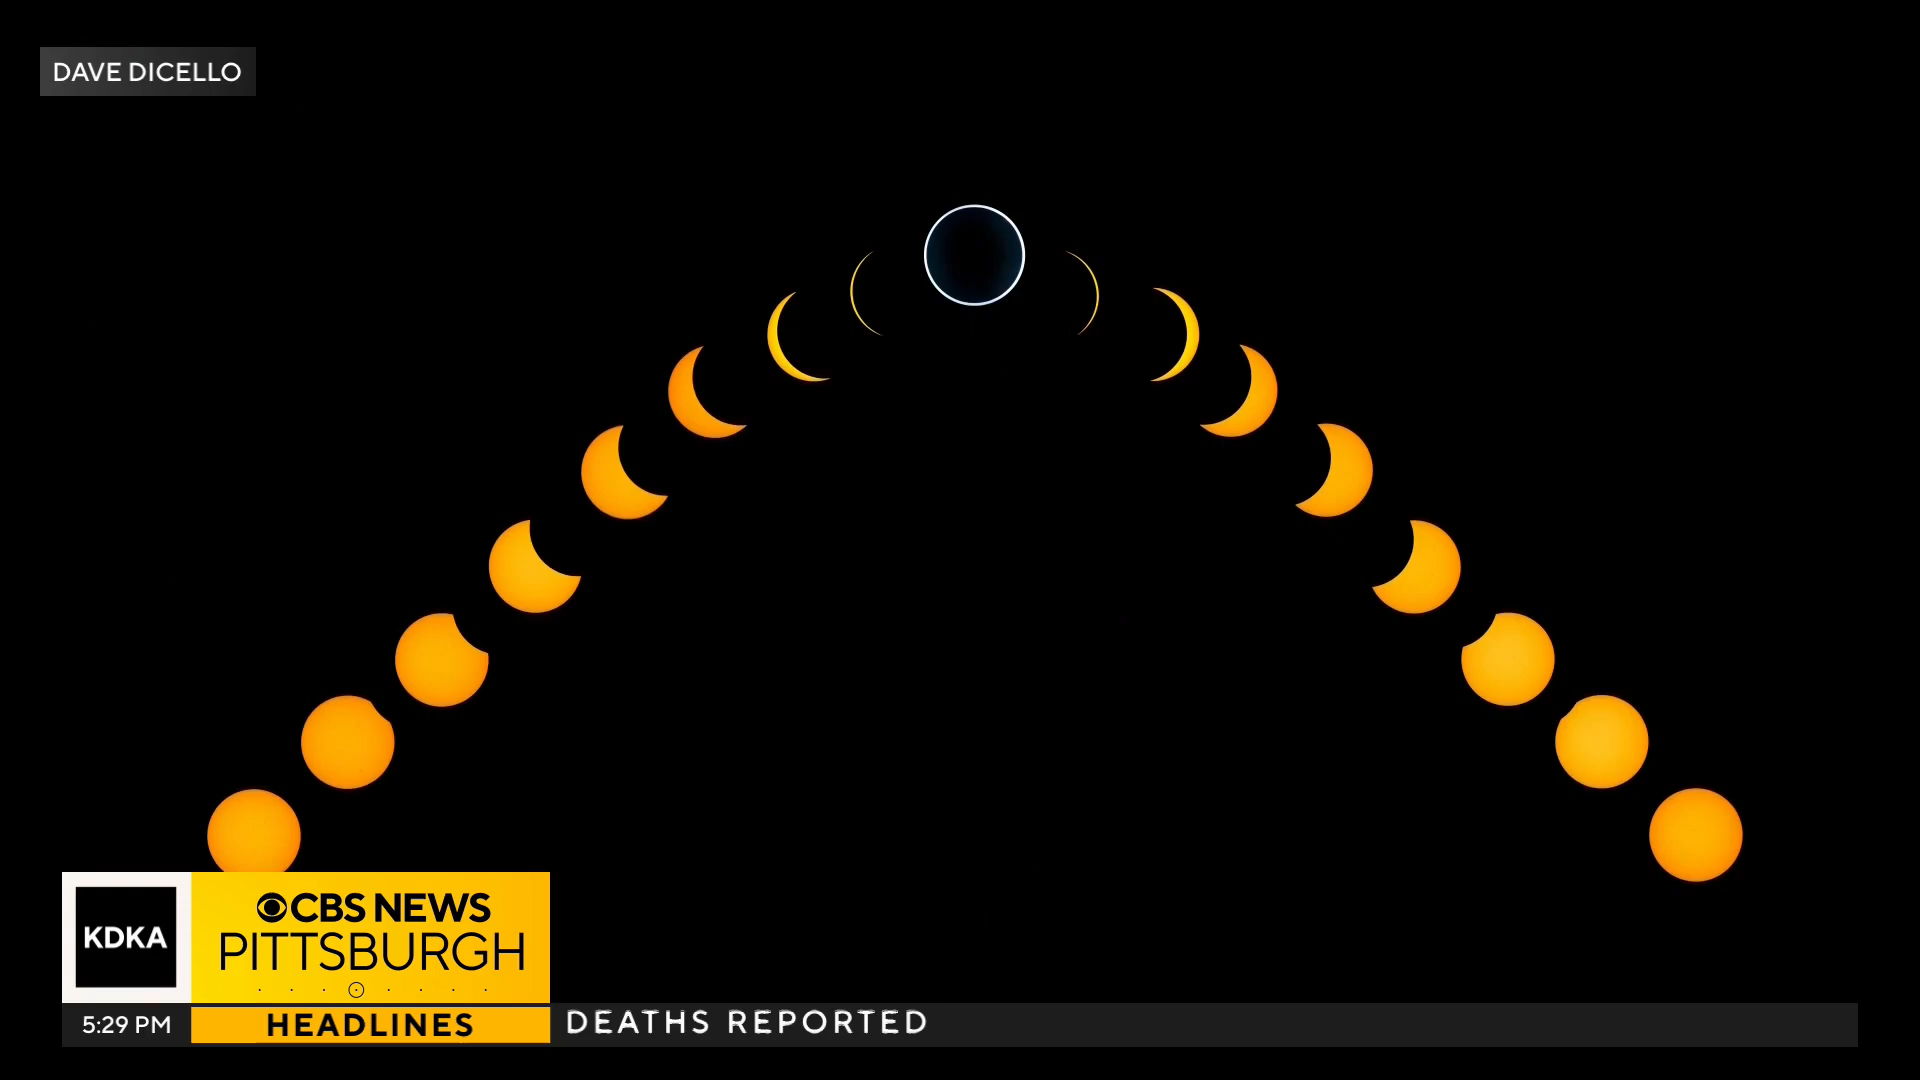 DAVE DICELLO
KDKA
CBS NEWS
PITTSBURGH
5:29 PM
HEADLINES
DEATHS REPORTED